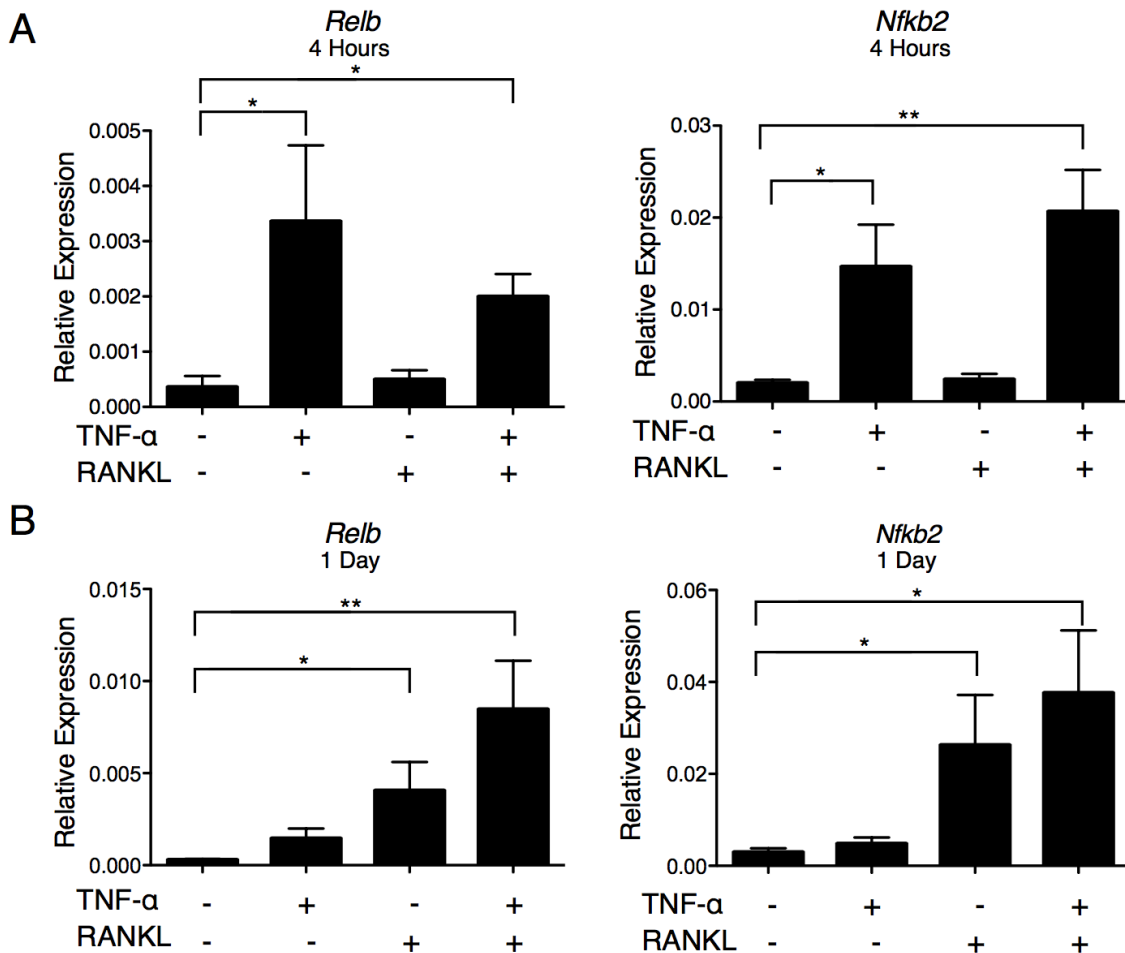 A
Relb
4 Hours
*
*
Relative Expression
0.005
0.004
0.003
0.002
0.001
0.000
TNF-α - + - +
RANKL - - + +
Nfkb2
4 Hours
**
*
Relative Expression
0.03
0.02
0.01
0.00
- + - +
- - + +
B
Relb
1 Day
**
*
Relative Expression
0.015
0.010
0.005
0.000
TNF-α - + - +
RANKL - - + +
Nfkb2
1 Day
*
*
Relative Expression
0.06
0.04
0.02
0.00
TNF-α - + - +
RANKL - - + +